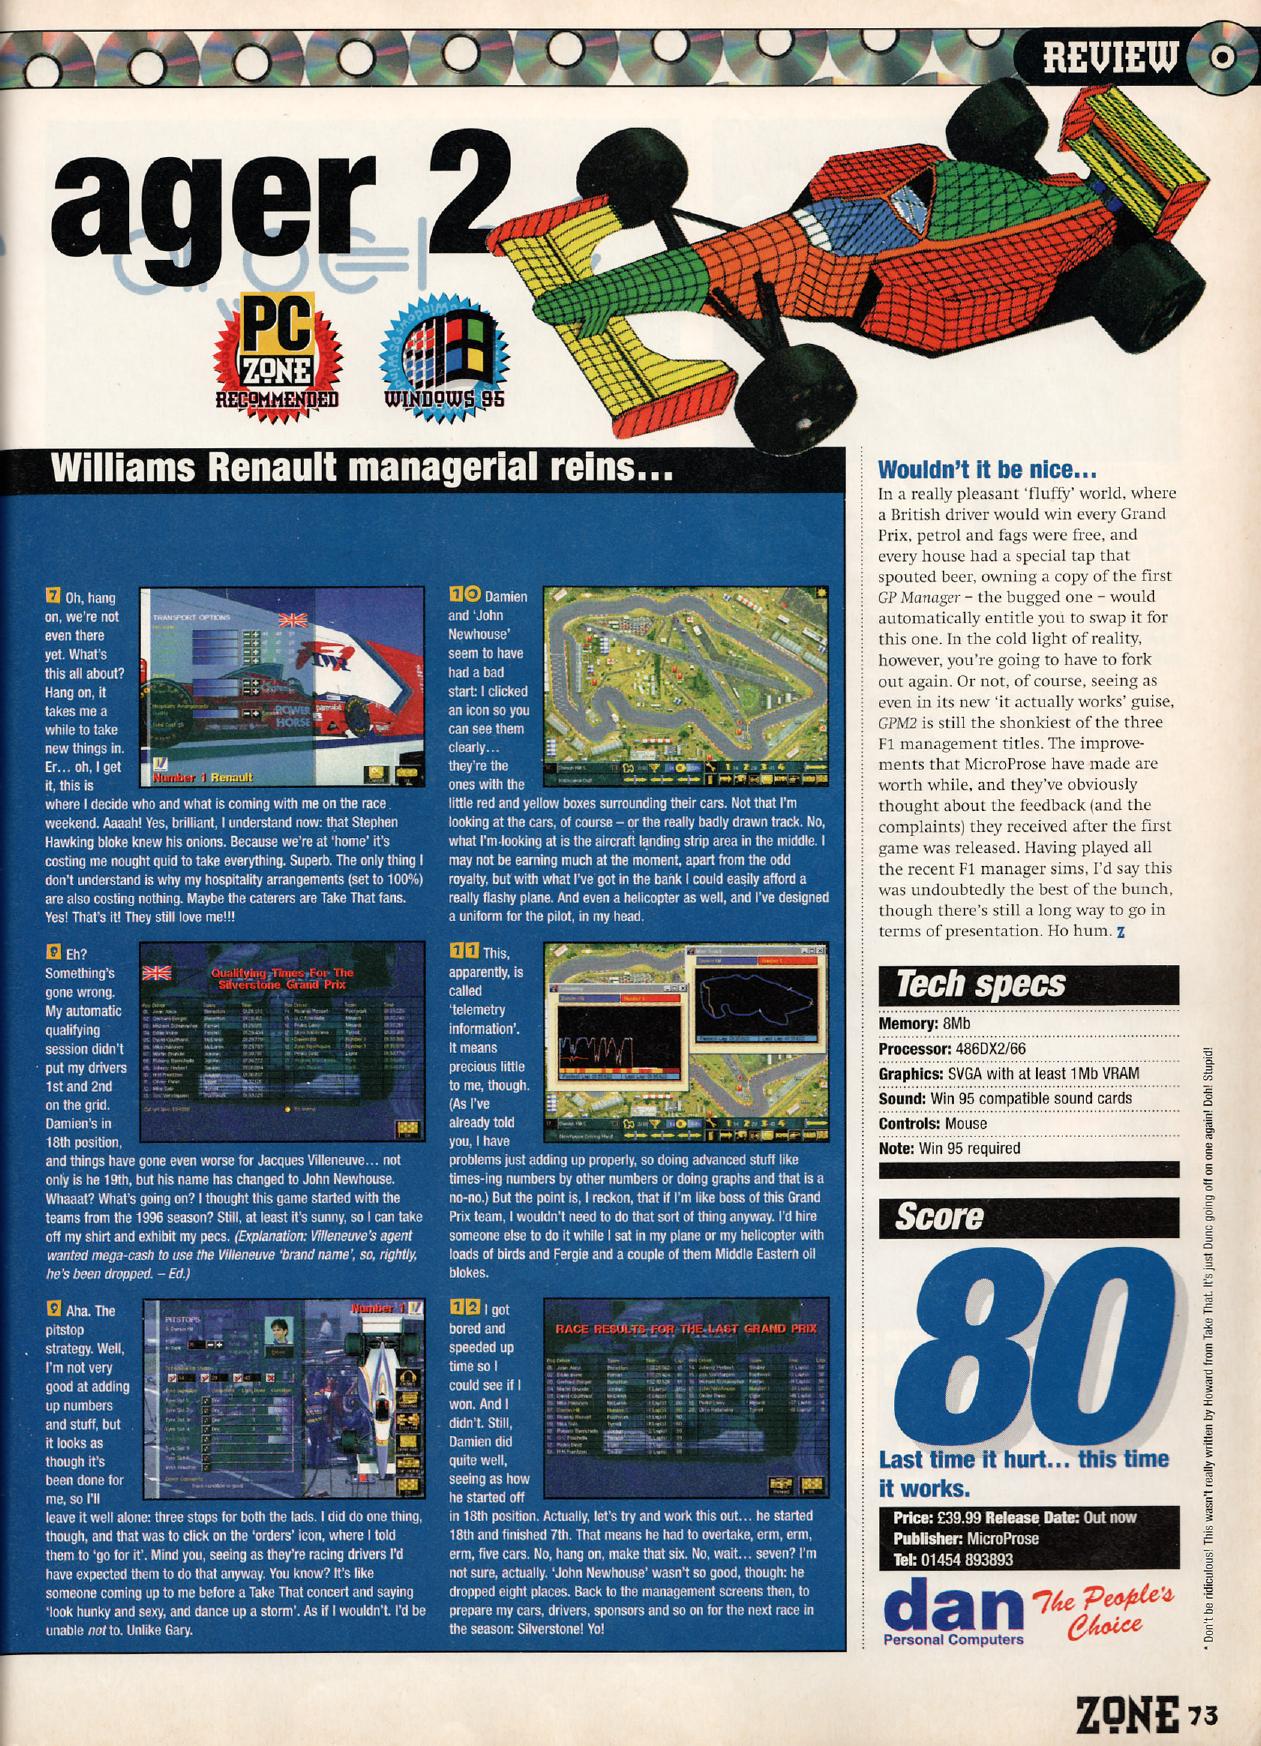 REVIEW
ager 2
PC
ZONE
RECOMMENDED
WINDOWS 95
Williams Renault managerial reins...
7 Oh, hang
on, we're not
even there
yet. What's
this all about?
Hang on, it
takes me a
while to take
new things in.
Er... oh, I get
it, this is
where I decide who and what is coming with me on the race
weekend. Aaaah! Yes, brilliant, I understand now: that Stephen
Hawking bloke knew his onions. Because we're at 'home' it's
costing me nought quid to take everything. Superb. The only thing I
don't understand is why my hospitality arrangements (set to 100%)
are also costing nothing. Maybe the caterers are Take That fans.
Yes! That's it! They still love me!!!
TRANSPORT OPTIONS
POWER
HORSE
Number 1 Renault
9 Eh?
Something's
gone wrong.
My automatic
qualifying
session didn't
put my drivers
1st and 2nd
on the grid.
Damien's in
18th position,
and things have gone even worse for Jacques Villeneuve... not
only is he 19th, but his name has changed to John Newhouse.
Whaaat? What's going on? I thought this game started with the
teams from the 1996 season? Still, at least it's sunny, so I can take
off my shirt and exhibit my pecs. (Explanation: Villeneuve's agent
wanted mega-cash to use the Villeneuve 'brand name', so, rightly,
he's been dropped. – Ed.)
Qualifying Times For The
Silverstone Grand Prix
9 Aha. The
pitstop
strategy. Well,
I'm not very
good at adding
up numbers
and stuff, but
it looks as
though it's
been done for
me, so I'll
leave it well alone: three stops for both the lads. I did do one thing,
though, and that was to click on the 'orders' icon, where I told
them to 'go for it'. Mind you, seeing as they're racing drivers I'd
have expected them to do that anyway. You know? It's like
someone coming up to me before a Take That concert and saying
'look hunky and sexy, and dance up a storm'. As if I wouldn't. I'd be
unable not to. Unlike Gary.
PITSTOPS
Number 1
10 Damien
and 'John
Newhouse'
seem to have
had a bad
start: I clicked
an icon so you
can see them
clearly...
they're the
ones with the
little red and yellow boxes surrounding their cars. Not that I'm
looking at the cars, of course – or the really badly drawn track. No,
what I'm looking at is the aircraft landing strip area in the middle. I
may not be earning much at the moment, apart from the odd
royalty, but with what I've got in the bank I could easily afford a
really flashy plane. And even a helicopter as well, and I've designed
a uniform for the pilot, in my head.
11 This,
apparently, is
called
'telemetry
information'.
It means
precious little
to me, though.
(As I've
already told
you, I have
problems just adding up properly, so doing advanced stuff like
times-ing numbers by other numbers or doing graphs and that is a
no-no.) But the point is, I reckon, that if I'm like boss of this Grand
Prix team, I wouldn't need to do that sort of thing anyway. I'd hire
someone else to do it while I sat in my plane or my helicopter with
loads of birds and Fergie and a couple of them Middle Eastern oil
blokes.
12 I got
bored and
speeded up
time so I
could see if I
won. And I
didn't. Still,
Damien did
quite well,
seeing as how
he started off
in 18th position. Actually, let's try and work this out... he started
18th and finished 7th. That means he had to overtake, erm, erm,
erm, five cars. No, hang on, make that six. No, wait... seven? I'm
not sure, actually. 'John Newhouse' wasn't so good, though: he
dropped eight places. Back to the management screens then, to
prepare my cars, drivers, sponsors and so on for the next race in
the season: Silverstone! Yo!
RACE RESULTS FOR THE LAST GRAND PRIX
Wouldn't it be nice...
In a really pleasant 'fluffy' world, where
a British driver would win every Grand
Prix, petrol and fags were free, and
every house had a special tap that
spouted beer, owning a copy of the first
GP Manager – the bugged one – would
automatically entitle you to swap it for
this one. In the cold light of reality,
however, you're going to have to fork
out again. Or not, of course, seeing as
even in its new 'it actually works' guise,
GPM2 is still the shonkiest of the three
F1 management titles. The improve-
ments that MicroProse have made are
worth while, and they've obviously
thought about the feedback (and the
complaints) they received after the first
game was released. Having played all
the recent F1 manager sims, I'd say this
was undoubtedly the best of the bunch,
though there's still a long way to go in
terms of presentation. Ho hum. Z
Tech specs
Memory: 8Mb
Processor: 486DX2/66
Graphics: SVGA with at least 1Mb VRAM
Sound: Win 95 compatible sound cards
Controls: Mouse
Note: Win 95 required
Score
80
Last time it hurt... this time
it works.
Price: £39.99 Release Date: Out now
Publisher: MicroProse
Tel: 01454 893893
dan The People's
Choice
Personal Computers
* Don't be ridiculous! This wasn't really written by Howard from Take That. It's just Dunc going off on one again! Doh! Stupid!
ZONE 73